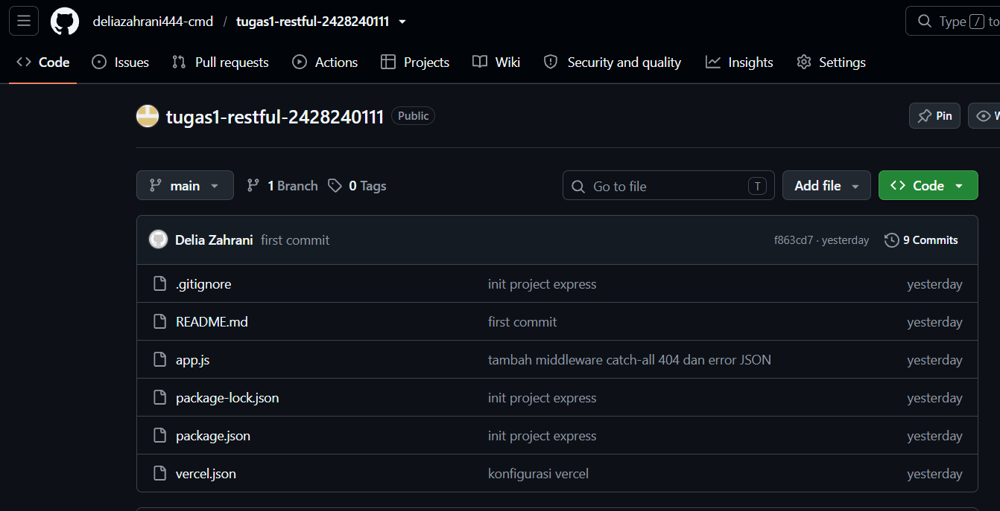 deliazahrani444-cmd / tugas1-restful-2428240111 Type / to
Code Issues Pull requests Actions Projects Wiki Security and quality Insights Settings
tugas1-restful-2428240111 Public Pin W
main 1 Branch 0 Tags Go to file T Add file Code
Delia Zahrani first commit f863cd7 · yesterday 9 Commits
.gitignore init project express yesterday
README.md first commit yesterday
app.js tambah middleware catch-all 404 dan error JSON yesterday
package-lock.json init project express yesterday
package.json init project express yesterday
vercel.json konfigurasi vercel yesterday